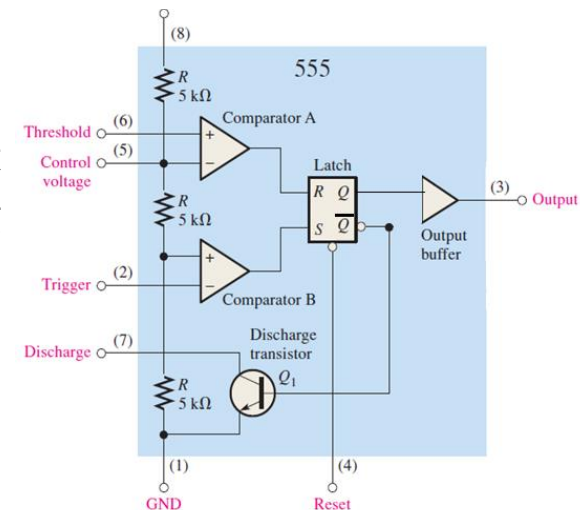 (8)
555
R
5 kΩ
Comparator A
Threshold (6)
+
Control (5)
voltage
−
Latch
R Q
(3) Output
R
5 kΩ
S Q̅
Output
buffer
+
Trigger (2)
−
Comparator B
Discharge (7)
Discharge
transistor
Q₁
R
5 kΩ
(1)
(4)
GND
Reset